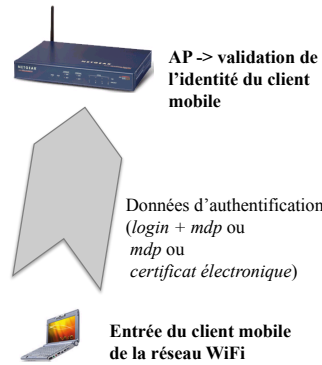 NETGEAR
AP -> validation de
l'identité du client
mobile
Données d'authentification
(login + mdp ou
mdp ou
certificat électronique)
Entrée du client mobile
de la réseau WiFi